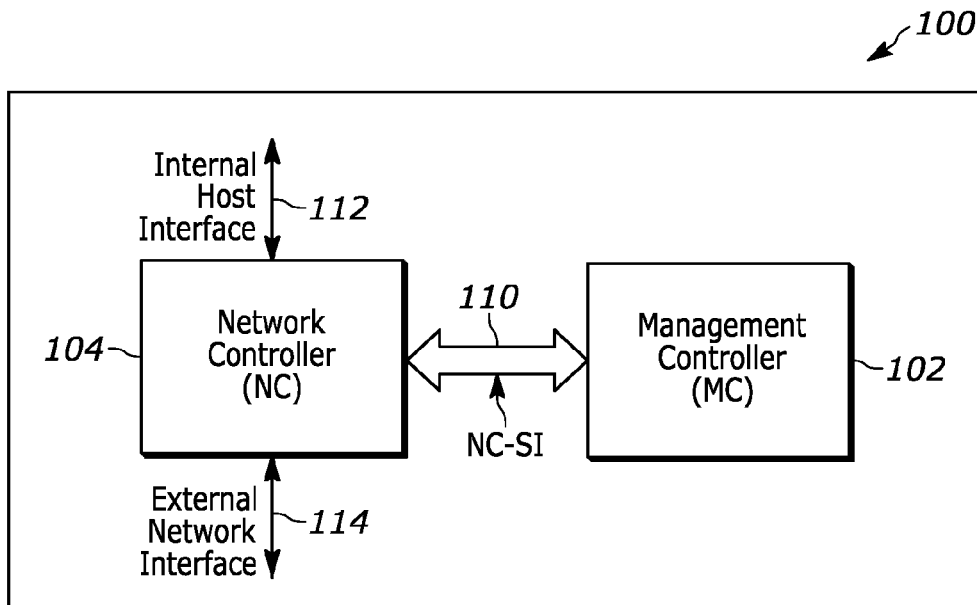 100
Internal
Host
Interface
112
Network
Controller
(NC)
104
110
NC-SI
Management
Controller
(MC)
102
External
Network
Interface
114